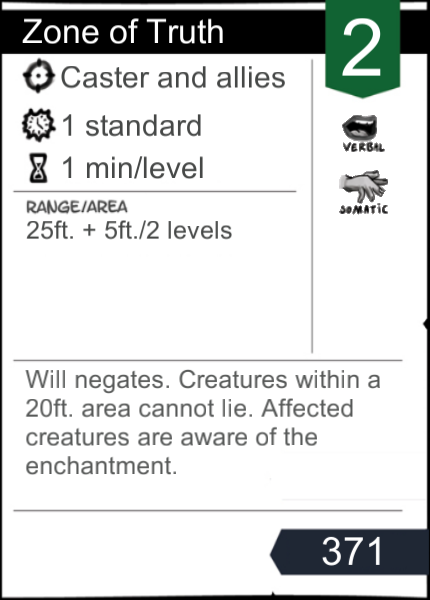 Zone of Truth
2
Caster and allies
1 standard
1 min/level
VERBAL
SOMATIC
RANGE/AREA
25ft. + 5ft./2 levels
Will negates. Creatures within a
20ft. area cannot lie. Affected
creatures are aware of the
enchantment.
371